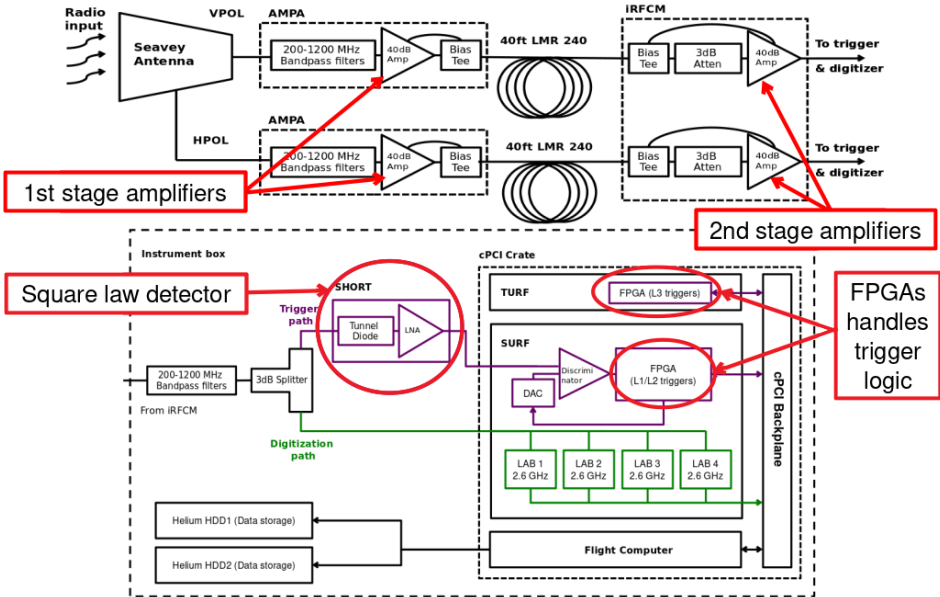 Radio
input
VPOL
Seavey
Antenna
HPOL
AMPA
200-1200 MHz
Bandpass filters
40dB
Amp
Bias
Tee
40ft LMR 240
iRFCM
Bias
Tee
3dB
Atten
40dB
Amp
To trigger
& digitizer
AMPA
200-1200 MHz
Bandpass filters
40dB
Amp
Bias
Tee
40ft LMR 240
Bias
Tee
3dB
Atten
40dB
Amp
To trigger
& digitizer
1st stage amplifiers
2nd stage amplifiers
Instrument box
Square law detector
SHORT
Trigger
path
Tunnel
Diode
LNA
200-1200 MHz
Bandpass filters
From iRFCM
3dB Splitter
Digitization
path
cPCI Crate
TURF
FPGA (L3 triggers)
SURF
Discrimi
nator
DAC
FPGA
(L1/L2 triggers)
LAB 1
2.6 GHz
LAB 2
2.6 GHz
LAB 3
2.6 GHz
LAB 4
2.6 GHz
cPCI Backplane
FPGAs
handles
trigger
logic
Helium HDD1 (Data storage)
Helium HDD2 (Data storage)
Flight Computer